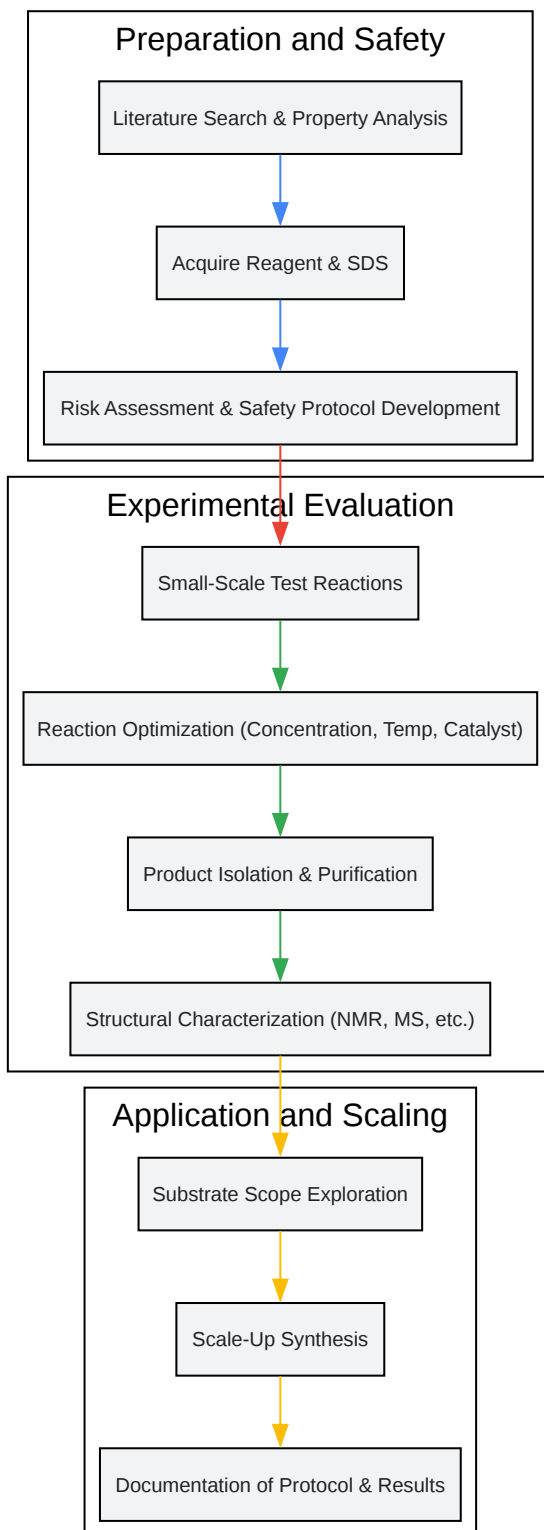 Preparation and Safety
Literature Search & Property Analysis
Acquire Reagent & SDS
Risk Assessment & Safety Protocol Development
Experimental Evaluation
Small-Scale Test Reactions
Reaction Optimization (Concentration, Temp, Catalyst)
Product Isolation & Purification
Structural Characterization (NMR, MS, etc.)
Application and Scaling
Substrate Scope Exploration
Scale-Up Synthesis
Documentation of Protocol & Results